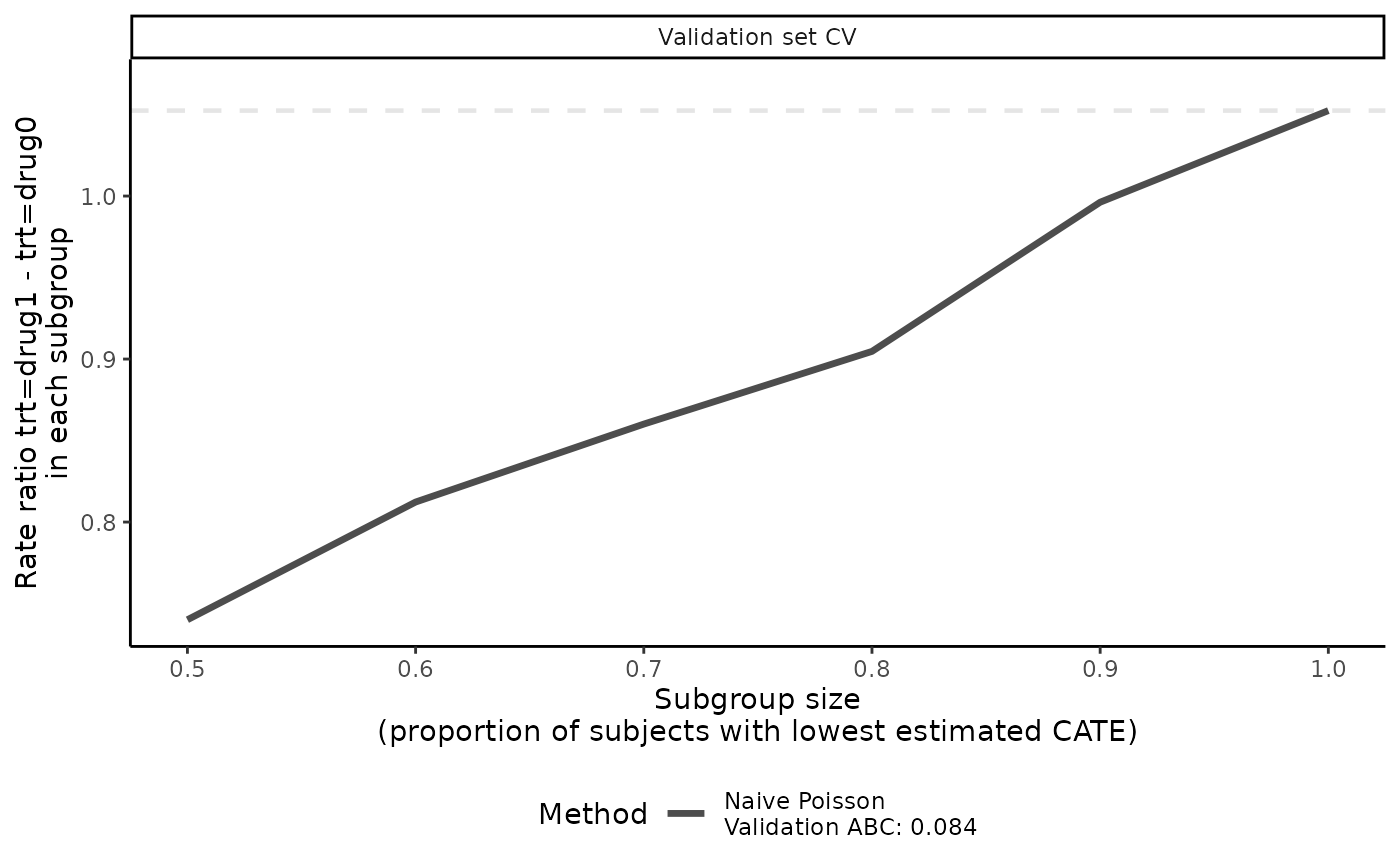 Validation set CV
Rate ratio trt=drug1 - trt=drug0
in each subgroup
1.0
0.9
0.8
0.5
0.6
0.7
0.8
0.9
1.0
Subgroup size
(proportion of subjects with lowest estimated CATE)
Method
Naive Poisson
Validation ABC: 0.084